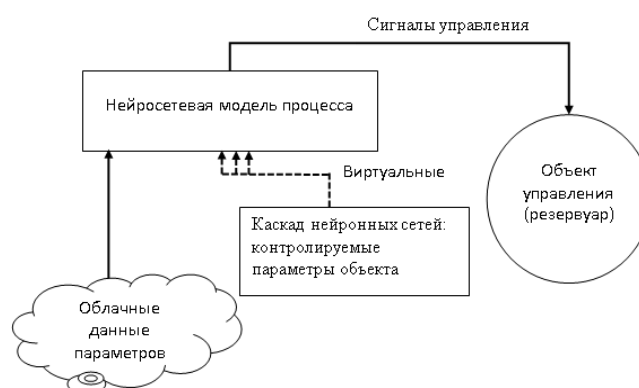 Сигналы управления
Нейросетевая модель процесса
Виртуальные
Объект
управления
(резервуар)
Каскад нейронных сетей:
контролируемые
параметры объекта
Облачные
данные
параметров